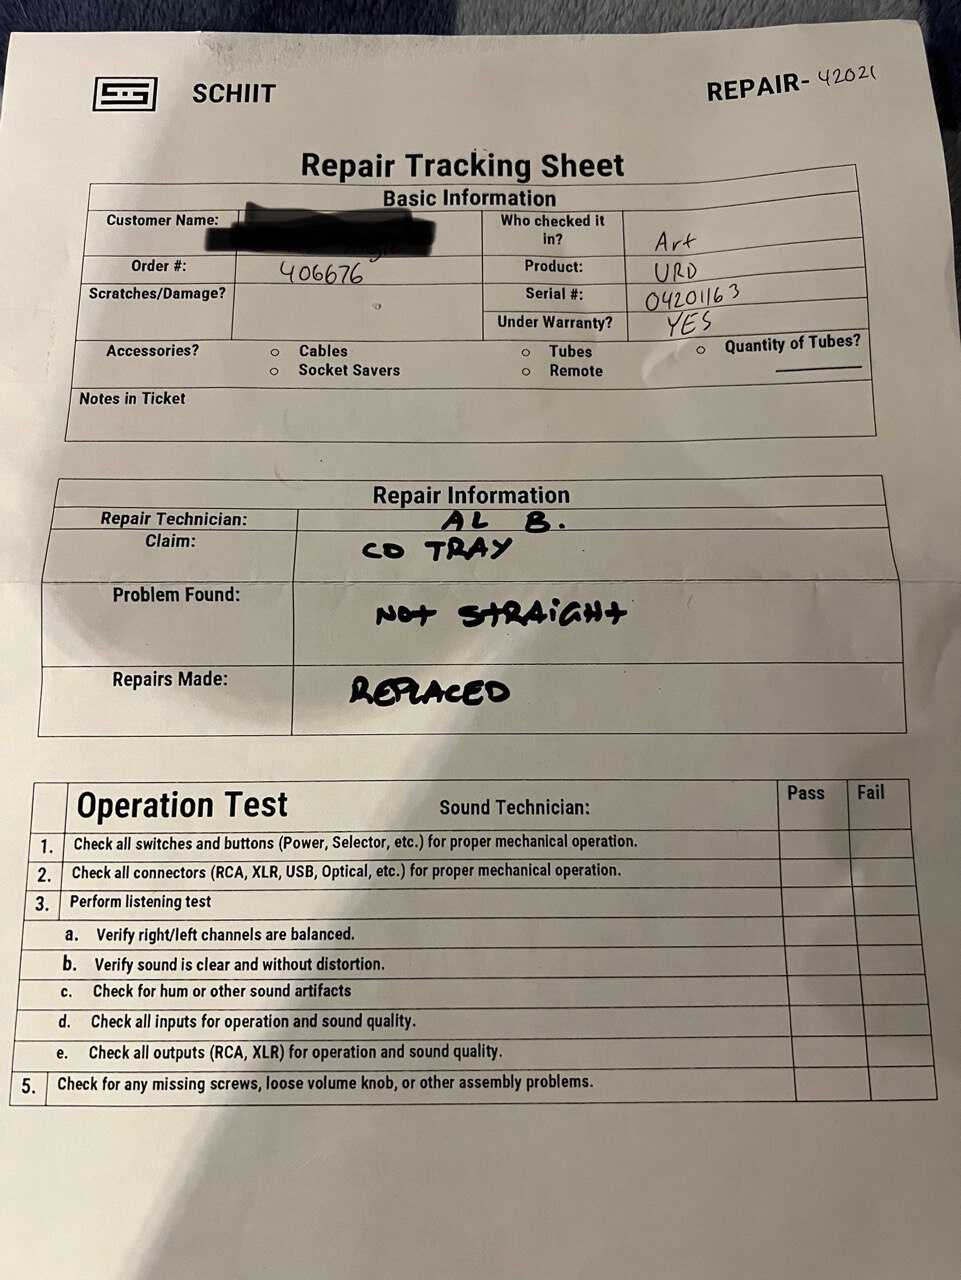 SCHIIT
REPAIR- 42021
Repair Tracking Sheet
Basic Information
Customer Name:
Who checked it in?
Art
Order #: 406676
Product: URD
Scratches/Damage?
Serial #: 04201163
Under Warranty? YES
Accessories? ○ Cables ○ Tubes ○ Quantity of Tubes?
○ Socket Savers ○ Remote
Notes in Ticket
Repair Information
Repair Technician: AL B.
Claim: CD TRAY
Problem Found: NOT STRAIGHT
Repairs Made: REPLACED
Operation Test Sound Technician: Pass Fail
1. Check all switches and buttons (Power, Selector, etc.) for proper mechanical operation.
2. Check all connectors (RCA, XLR, USB, Optical, etc.) for proper mechanical operation.
3. Perform listening test
a. Verify right/left channels are balanced.
b. Verify sound is clear and without distortion.
c. Check for hum or other sound artifacts
d. Check all inputs for operation and sound quality.
e. Check all outputs (RCA, XLR) for operation and sound quality.
5. Check for any missing screws, loose volume knob, or other assembly problems.